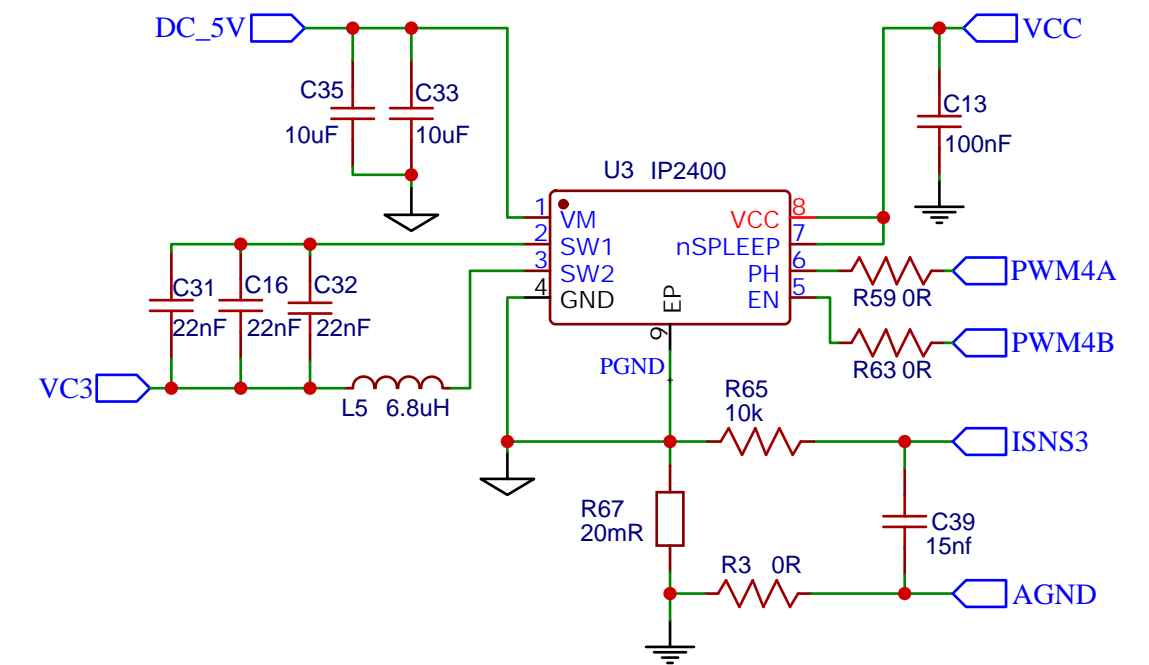 DC_5V
VCC
C35
10uF
C33
10uF
C13
100nF
U3 IP2400
1 VM
2 SW1
3 SW2
4 GND
VCC 8
nSPLEEP 7
PH 6
EN 5
EP
9
C31
22nF
C16
22nF
C32
22nF
R59 0R
PWM4A
R63 0R
PWM4B
VC3
L5 6.8uH
PGND
R65
10k
ISNS3
R67
20mR
C39
15nf
R3 0R
AGND